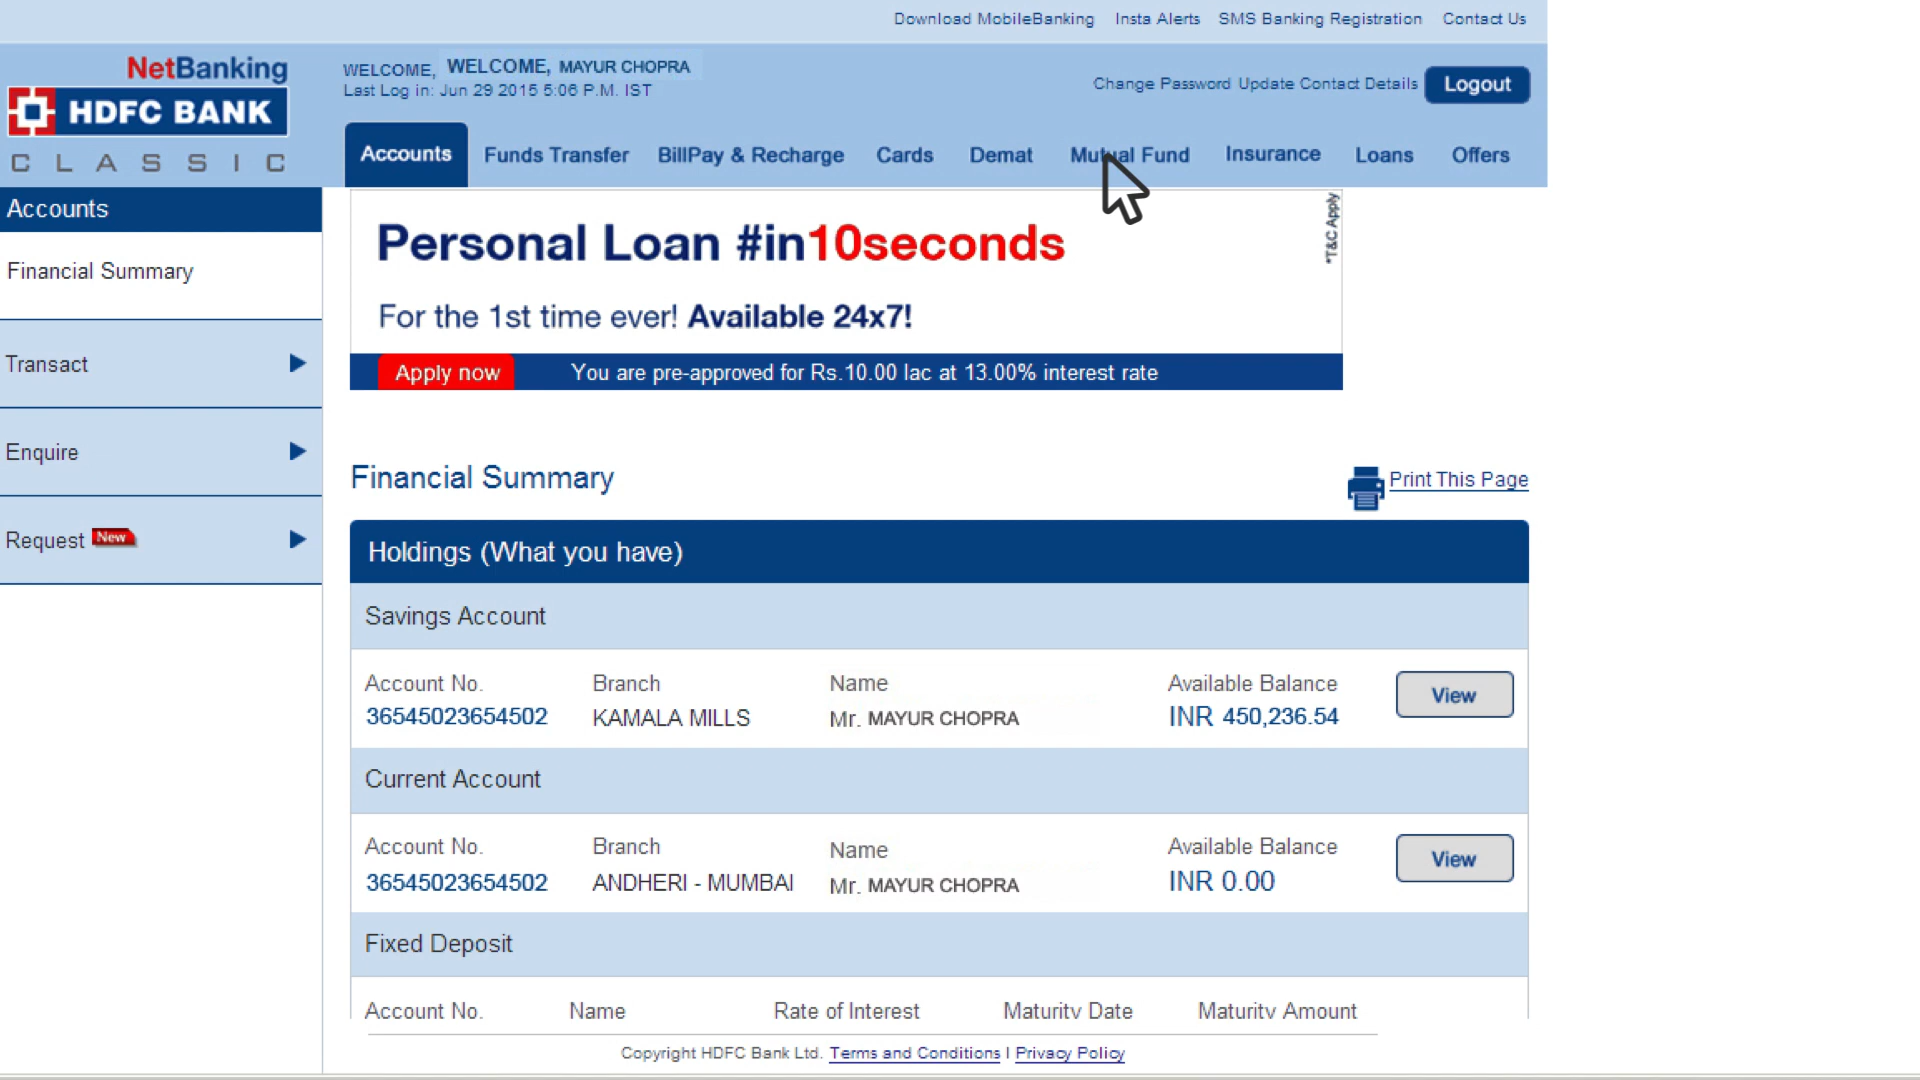 Download MobileBanking Insta Alerts SMS Banking Registration Contact Us
NetBanking
HDFC BANK
CLASSIC
WELCOME, WELCOME, MAYUR CHOPRA
Last Log in: Jun 29 2015 5:06 P.M. IST
Change Password Update Contact Details Logout
Accounts Funds Transfer BillPay & Recharge Cards Demat Mutual Fund Insurance Loans Offers
Accounts
Financial Summary
Transact
Enquire
Request New
Personal Loan #in10seconds
*T&C Apply
For the 1st time ever! Available 24x7!
Apply now You are pre-approved for Rs.10.00 lac at 13.00% interest rate
Financial Summary
Print This Page
Holdings (What you have)
Savings Account
Account No. Branch Name Available Balance
36545023654502 KAMALA MILLS Mr. MAYUR CHOPRA INR 450,236.54 View
Current Account
Account No. Branch Name Available Balance
36545023654502 ANDHERI - MUMBAI Mr. MAYUR CHOPRA INR 0.00 View
Fixed Deposit
Account No. Name Rate of Interest Maturity Date Maturity Amount
Copyright HDFC Bank Ltd. Terms and Conditions | Privacy Policy